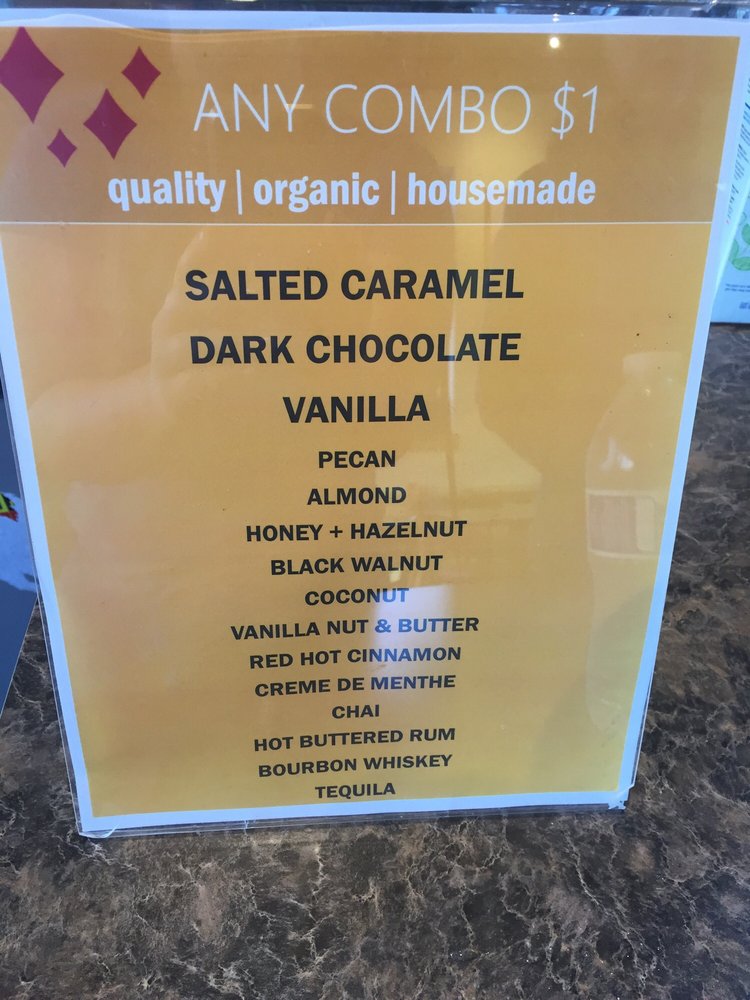 ANY COMBO $1
quality | organic | housemade
SALTED CARAMEL
DARK CHOCOLATE
VANILLA
PECAN
ALMOND
HONEY + HAZELNUT
BLACK WALNUT
COCONUT
VANILLA NUT & BUTTER
RED HOT CINNAMON
CREME DE MENTHE
CHAI
HOT BUTTERED RUM
BOURBON WHISKEY
TEQUILA